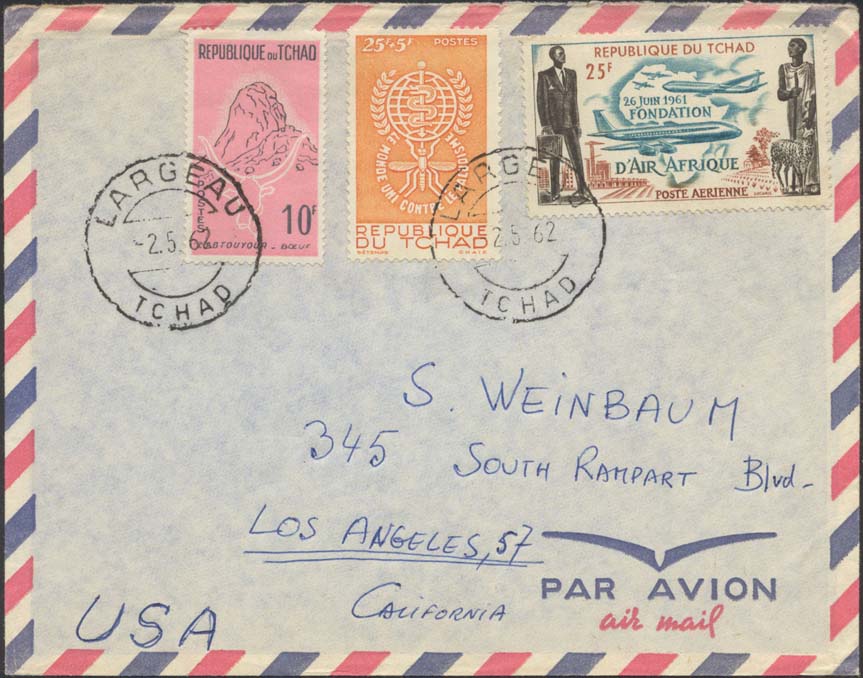 REPUBLIQUE DU TCHAD
POSTES
10F
ABTOUYOUR - BŒUF
25F+5F POSTES
LE MONDE UNI CONTRE LE PALUDISME
REPUBLIQUE
DU TCHAD
REPUBLIQUE DU TCHAD
25F
26 JUIN 1961
FONDATION
D'AIR AFRIQUE
POSTE AERIENNE
LARGEAU
-2.5.62
TCHAD
LARGEAU
2.5.62
TCHAD
S. WEINBAUM
345 SOUTH RAMPART Blvd-
LOS ANGELES, 57
CALIFORNIA
USA
PAR AVION
air mail